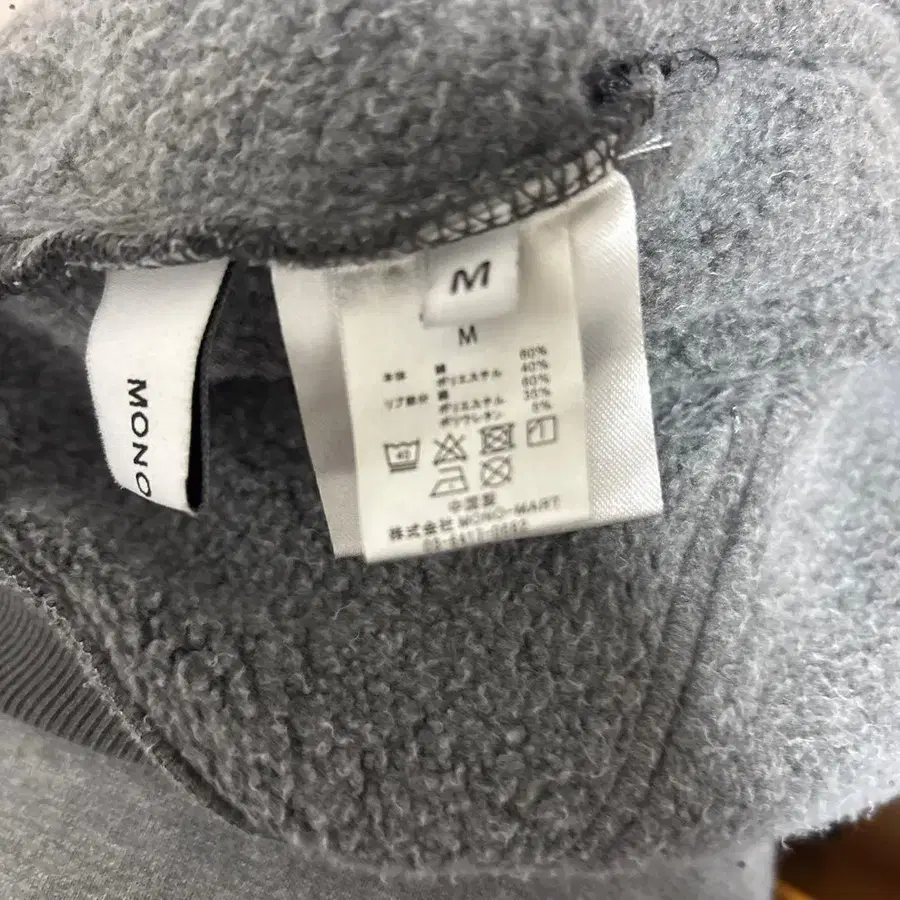 MONO
M
M
本体 綿 60%
ポリエステル 40%
リブ部分 綿 60%
ポリエステル 35%
ポリウレタン 5%
40
中国製
株式会社 MONO-MART